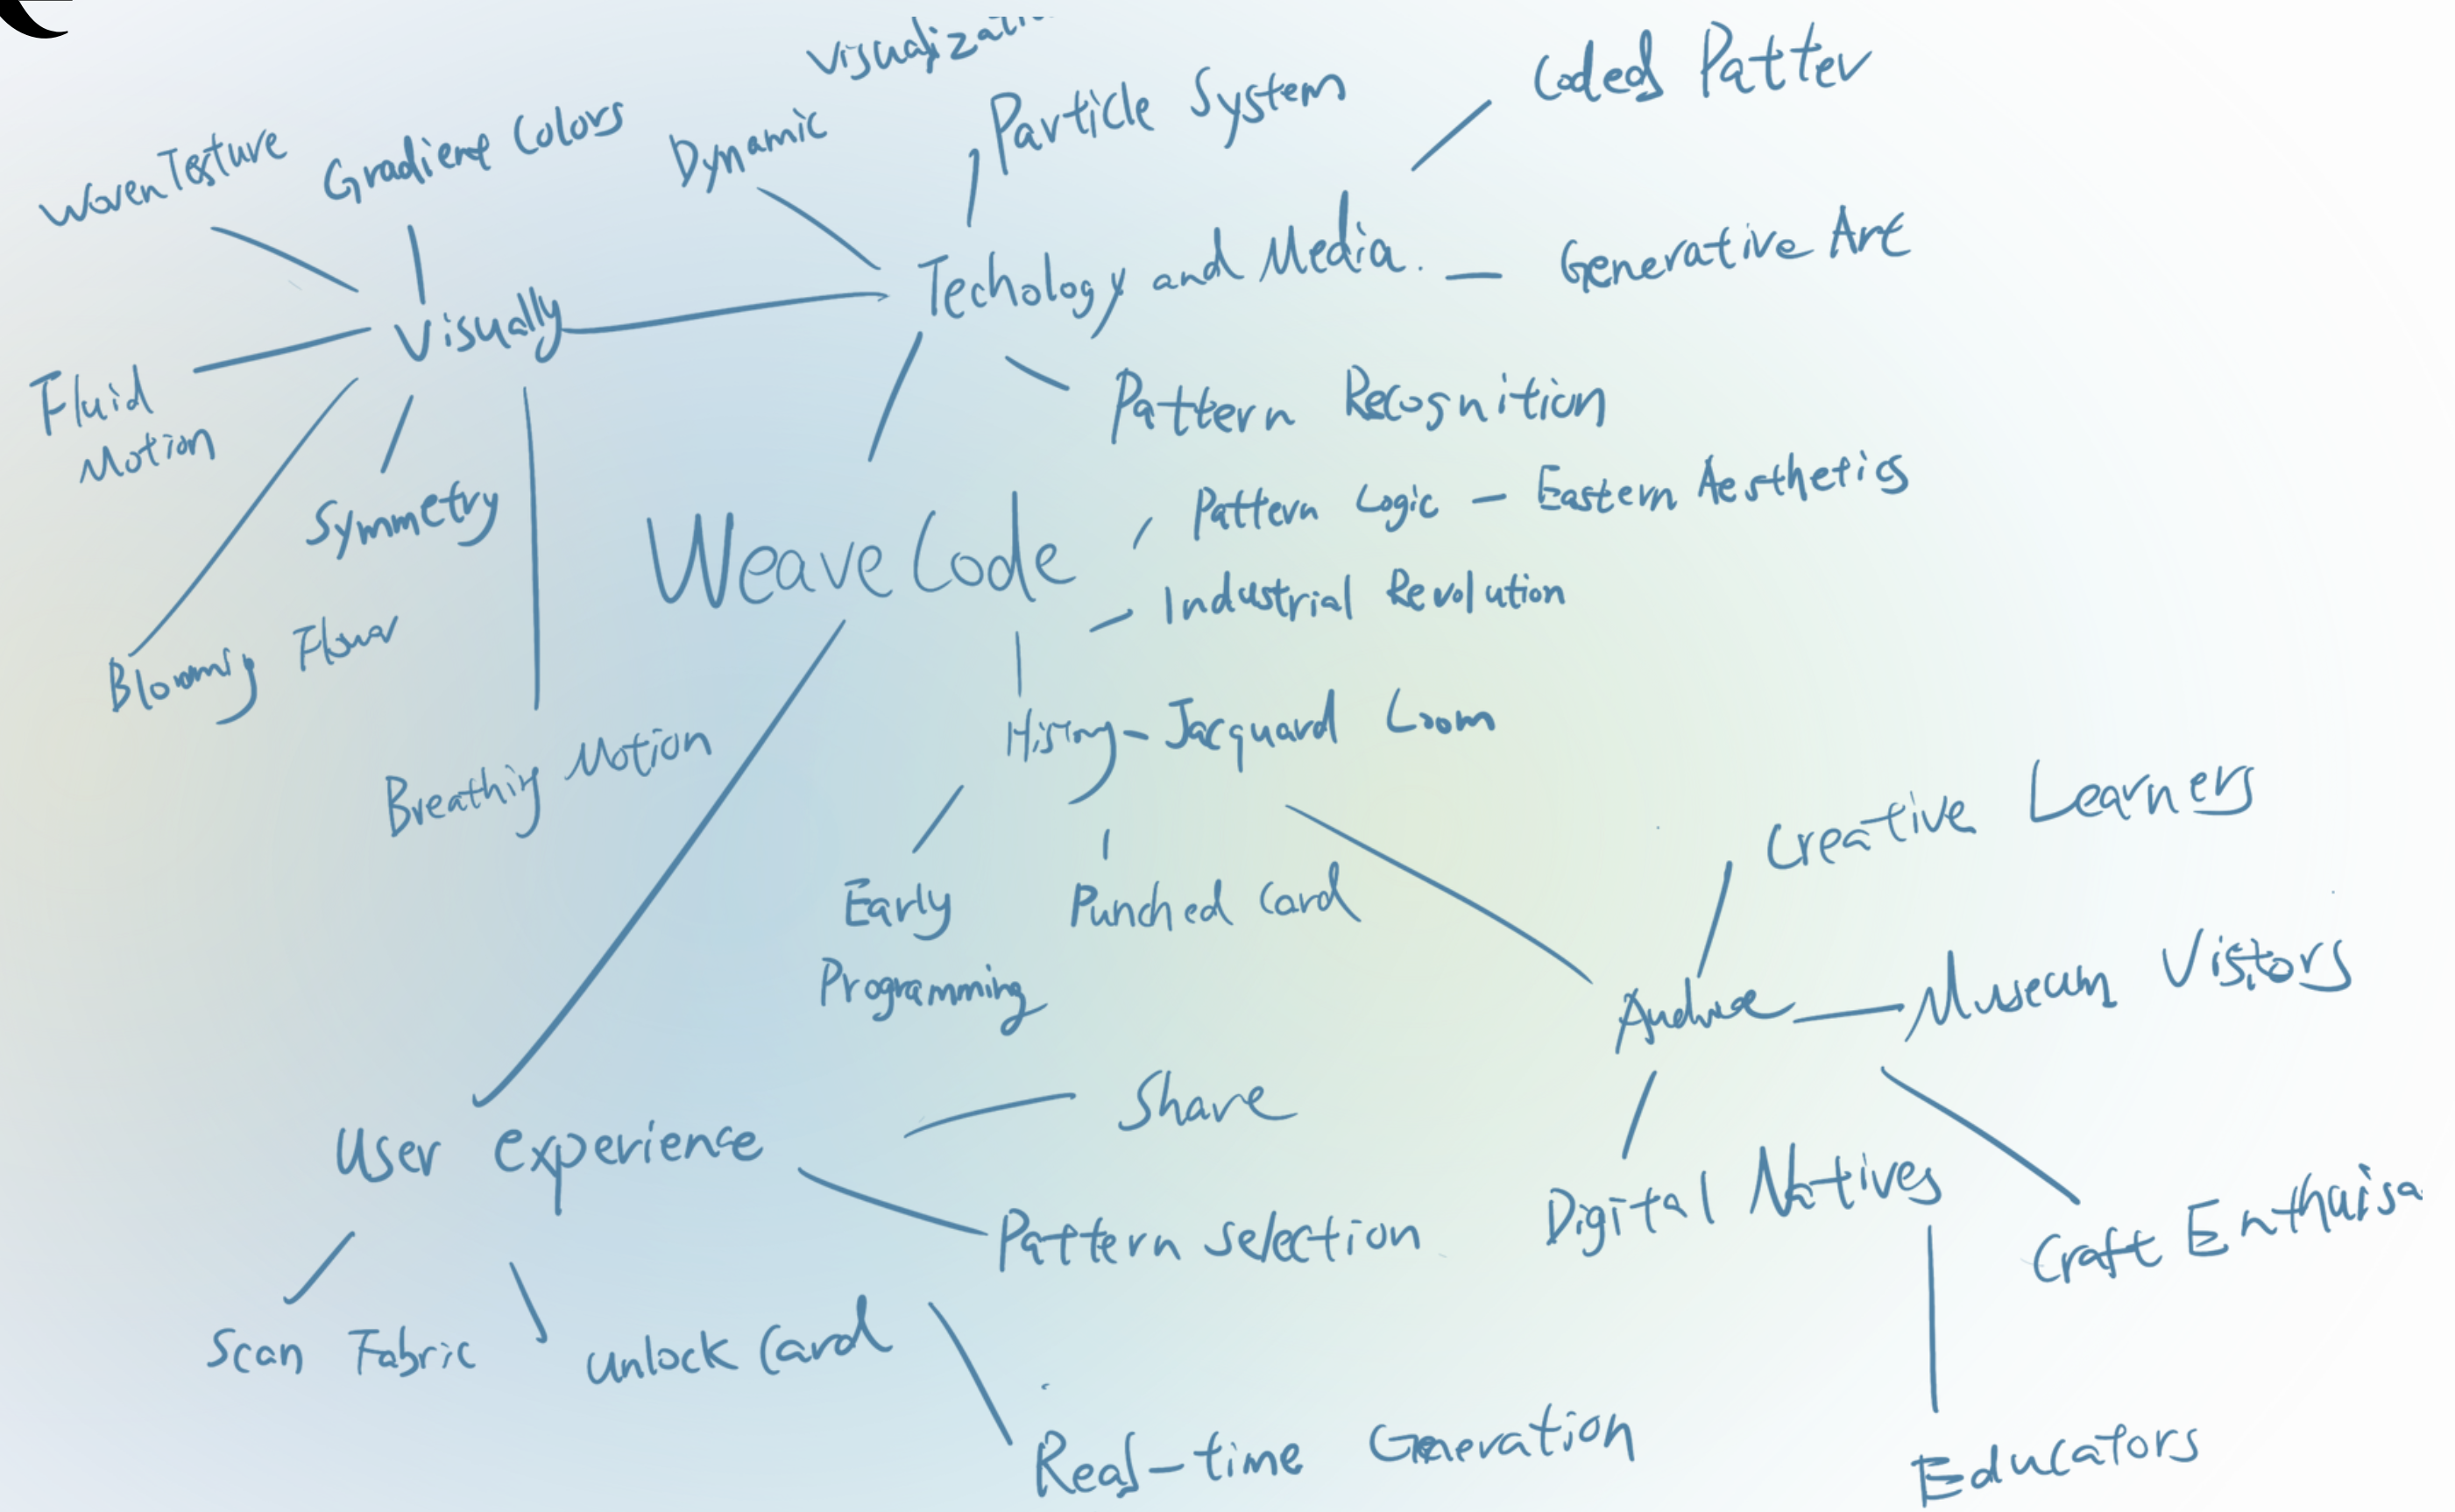 Visualizati
Coded Patter
Particle System
Dynamic
Gradient Colors
Woven Texture
Techology and Media.
Generative Art
Visually
Fluid
Motion
Pattern Recognition
Pattern Logic - Eastern Aesthetics
Symmetry
Weave Code
Industrial Revolution
Flower
History - Jacquard Loom
Breathing Motion
Creative Learners
Early
Programming
Punched Card
Museum Vistors
Share
User experience
Digital Natives
Craft
Pattern selection
Scan Fabric
unlock Card
Real-time Generation
Educators